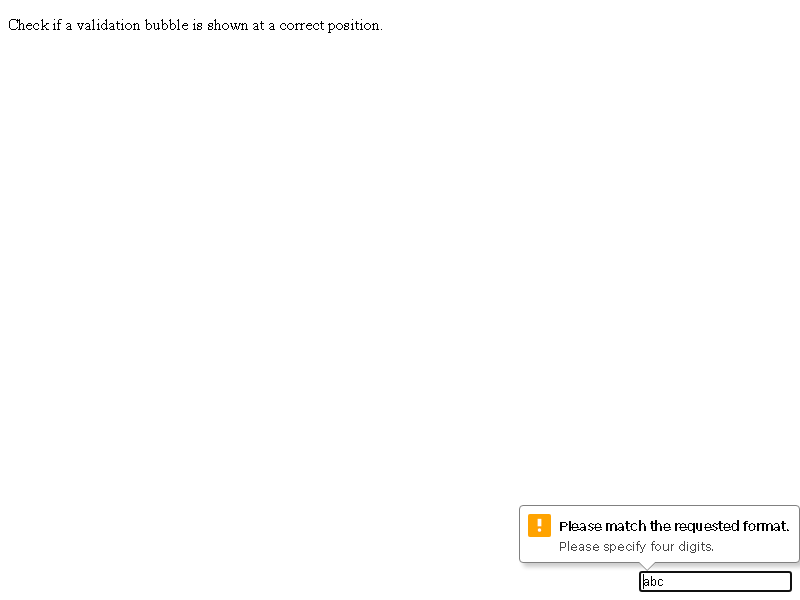 Check if a validation bubble is shown at a correct position.
Please match the requested format.
Please specify four digits.
abc